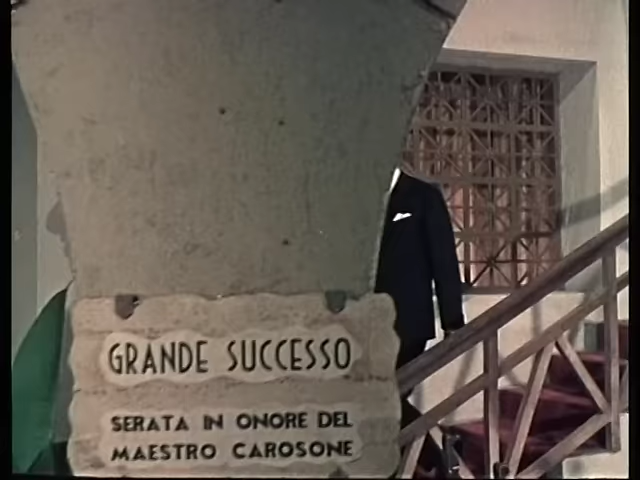 GRANDE SUCCESSO
SERATA IN ONORE DEL
MAESTRO CAROSONE